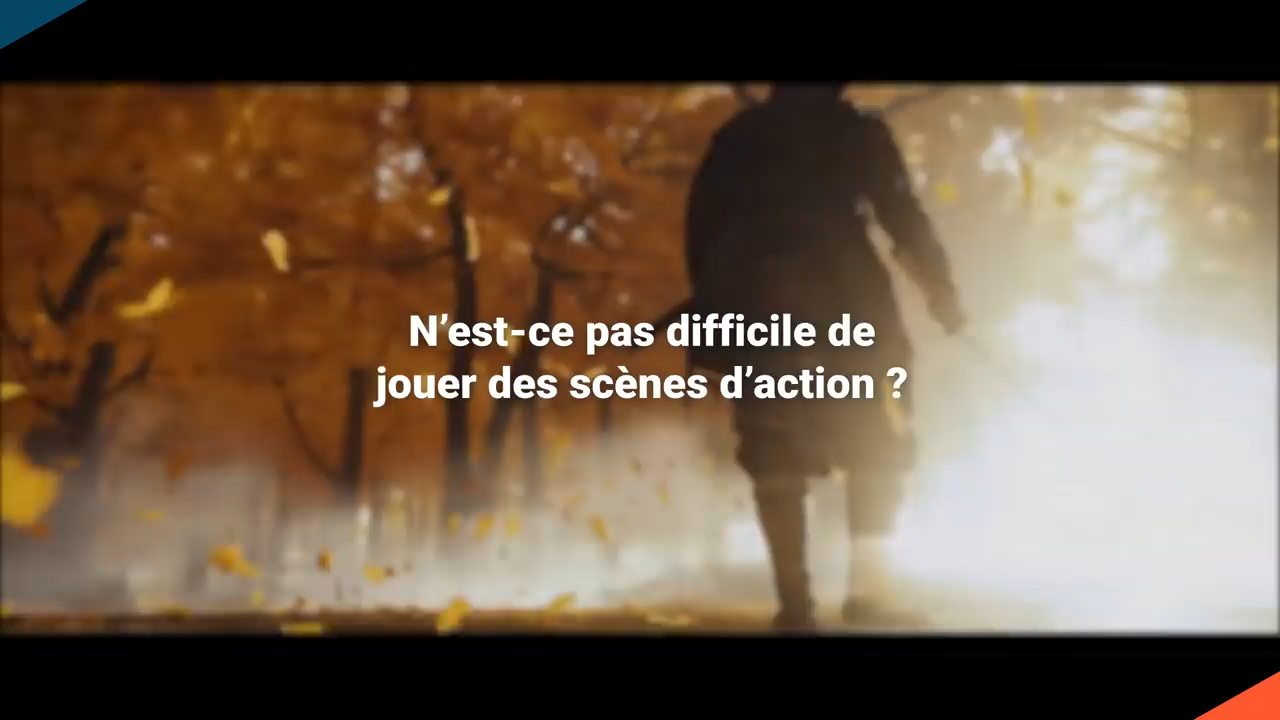 N’est-ce pas difficile de
jouer des scènes d’action ?